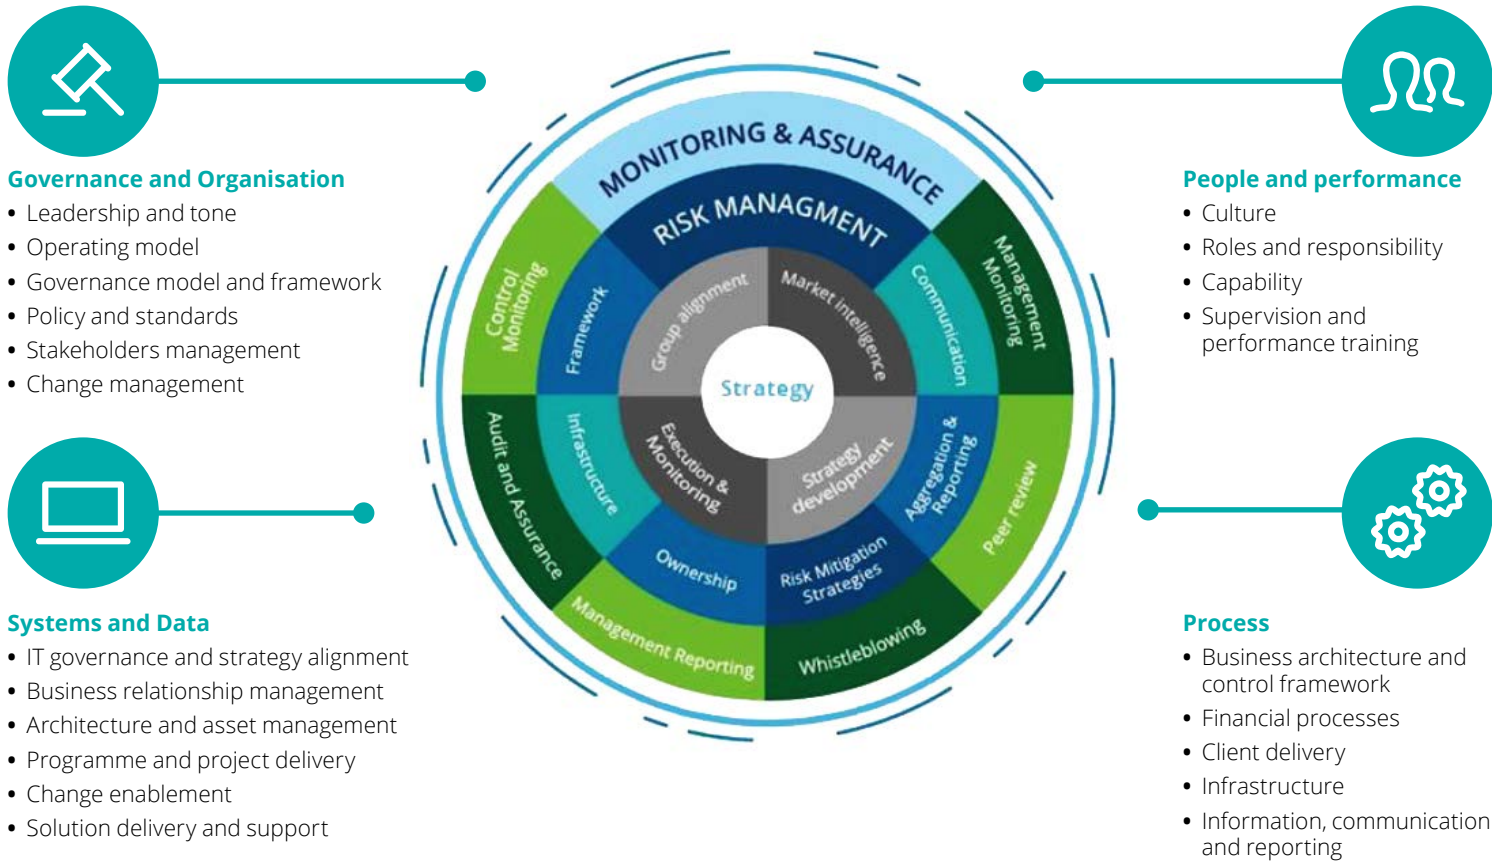 Governance and Organisation
• Leadership and tone
• Operating model
• Governance model and framework
• Policy and standards
• Stakeholders management
• Change management
Systems and Data
• IT governance and strategy alignment
• Business relationship management
• Architecture and asset management
• Programme and project delivery
• Change enablement
• Solution delivery and support
MONITORING & ASSURANCE
RISK MANAGMENT
Control
Monitoring
Framework
Group alignment
Market intelligence
Communication
Management
Monitoring
Strategy
Audit and Assurance
Infrastructure
Execution &
Monitoring
Strategy
development
Aggregation &
Reporting
Peer review
Ownership
Risk Mitigation
Strategies
Management Reporting
Whistleblowing
People and performance
• Culture
• Roles and responsibility
• Capability
• Supervision and
performance training
Process
• Business architecture and
control framework
• Financial processes
• Client delivery
• Infrastructure
• Information, communication
and reporting